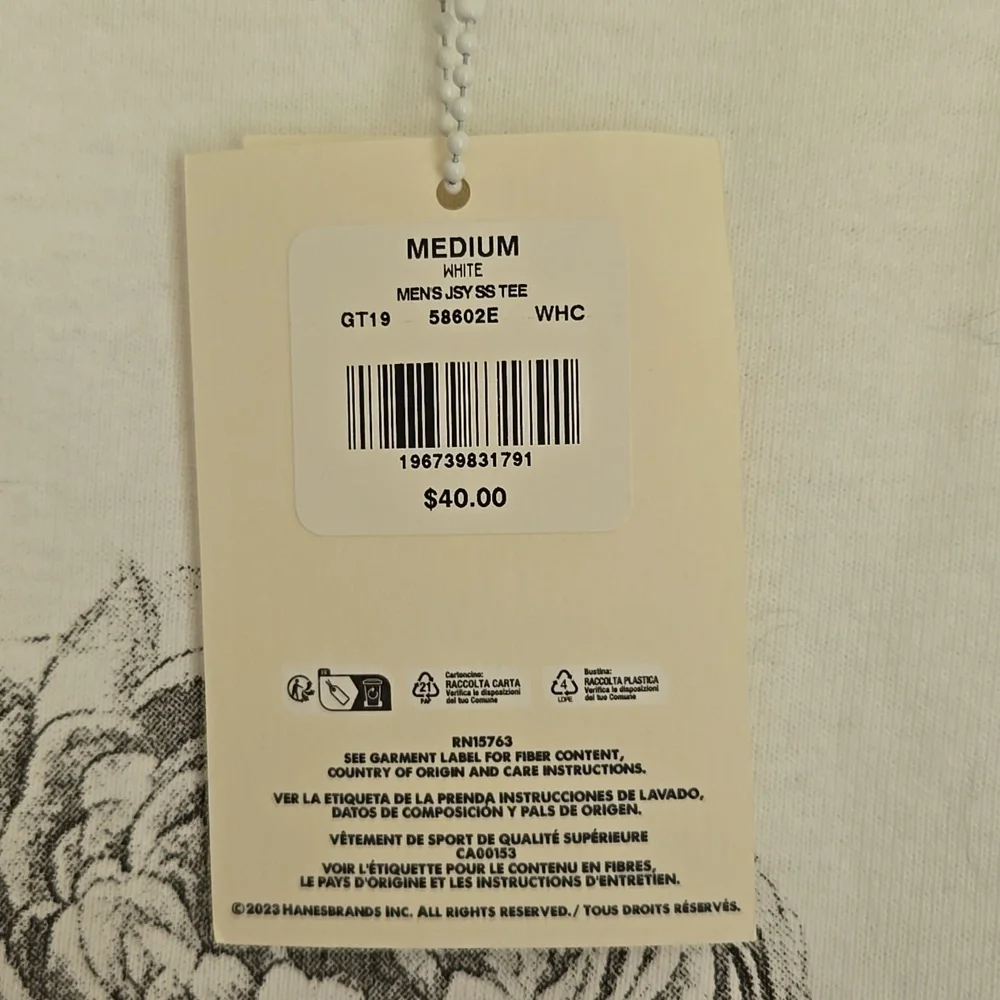 MEDIUM
WHITE
MEN'S JSY SS TEE
GT19 58602E WHC
196739831791
$40.00
21
PAP
Cartoncino:
RACCOLTA CARTA
Verifica le disposizioni
del tuo Comune
4
LDPE
Bustina:
RACCOLTA PLASTICA
Verifica le disposizioni
del tuo Comune
RN15763
SEE GARMENT LABEL FOR FIBER CONTENT,
COUNTRY OF ORIGIN AND CARE INSTRUCTIONS.
VER LA ETIQUETA DE LA PRENDA INSTRUCCIONES DE LAVADO,
DATOS DE COMPOSICIÓN Y PALS DE ORIGEN.
VÊTEMENT DE SPORT DE QUALITÉ SUPÉRIEURE
CA00153
VOIR L'ÉTIQUETTE POUR LE CONTENU EN FIBRES,
LE PAYS D'ORIGINE ET LES INSTRUCTIONS D'ENTRETIEN.
©2023 HANESBRANDS INC. ALL RIGHTS RESERVED./ TOUS DROITS RÉSERVÉS.